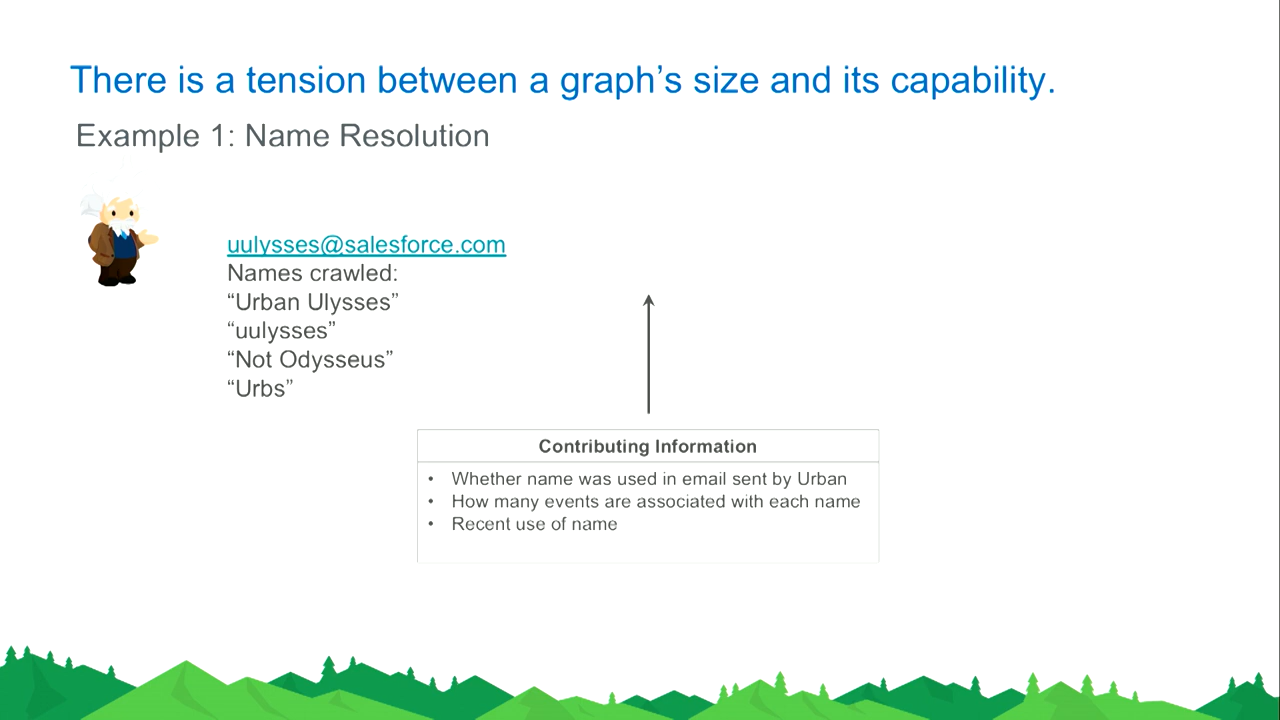 There is a tension between a graph’s size and its capability.
Example 1: Name Resolution
uulysses@salesforce.com
Names crawled:
“Urban Ulysses”
“uulysses”
“Not Odysseus”
“Urbs”
Contributing Information
• Whether name was used in email sent by Urban
• How many events are associated with each name
• Recent use of name